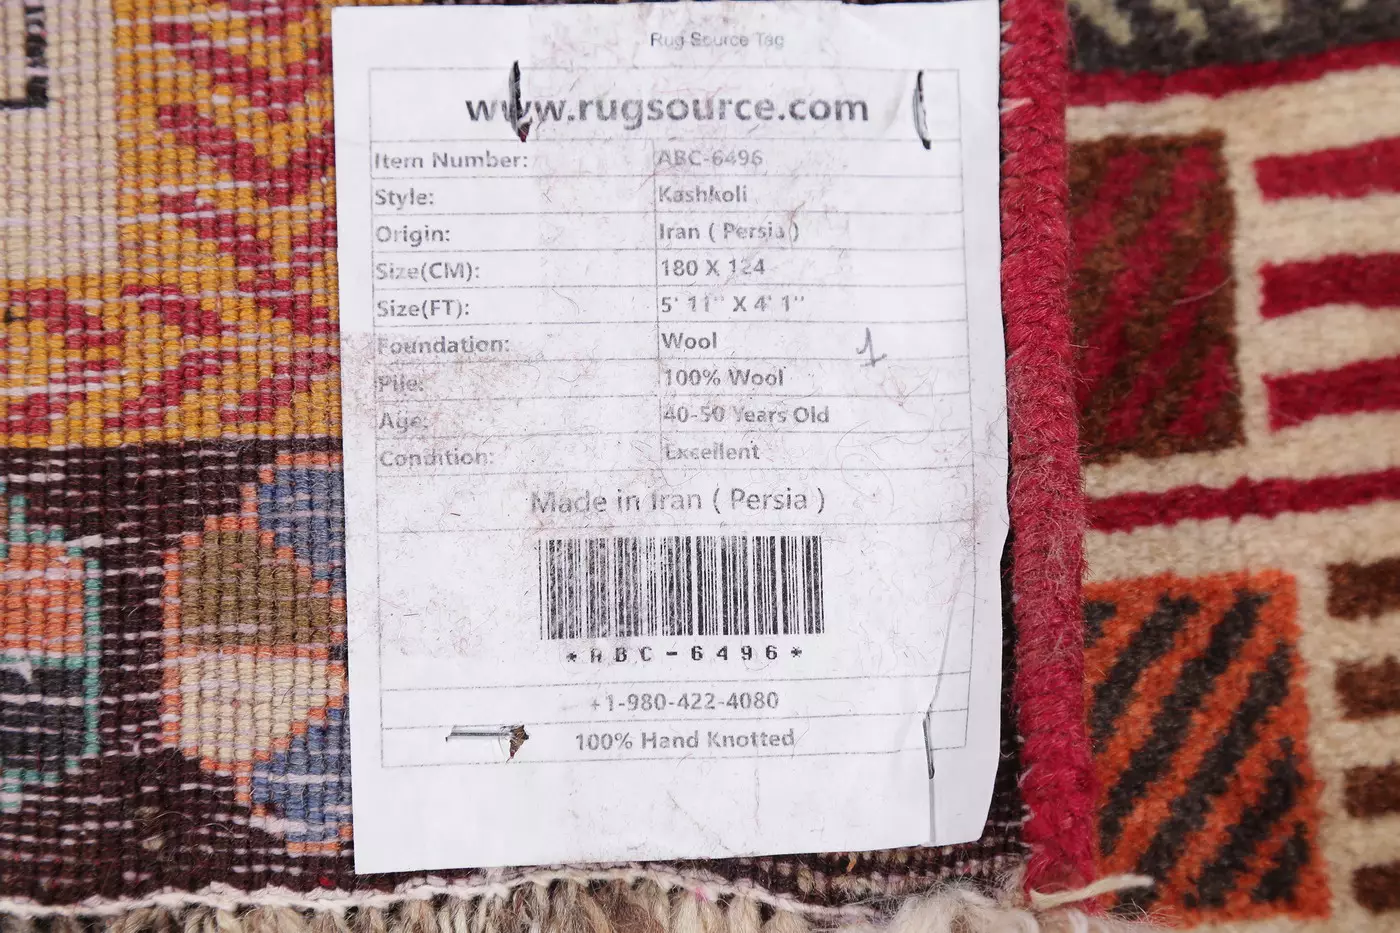 Rug Source Tag
www.rugsource.com
Item Number: ABC-6496
Style: Kashkoli
Origin: Iran ( Persia )
Size(CM): 180 X 124
Size(FT): 5' 11" X 4' 1"
Foundation: Wool
1
Pile: 100% Wool
Age: 40-50 Years Old
Condition: Excellent
Made in Iran ( Persia )
*ABC-6496*
+1-980-422-4080
100% Hand Knotted